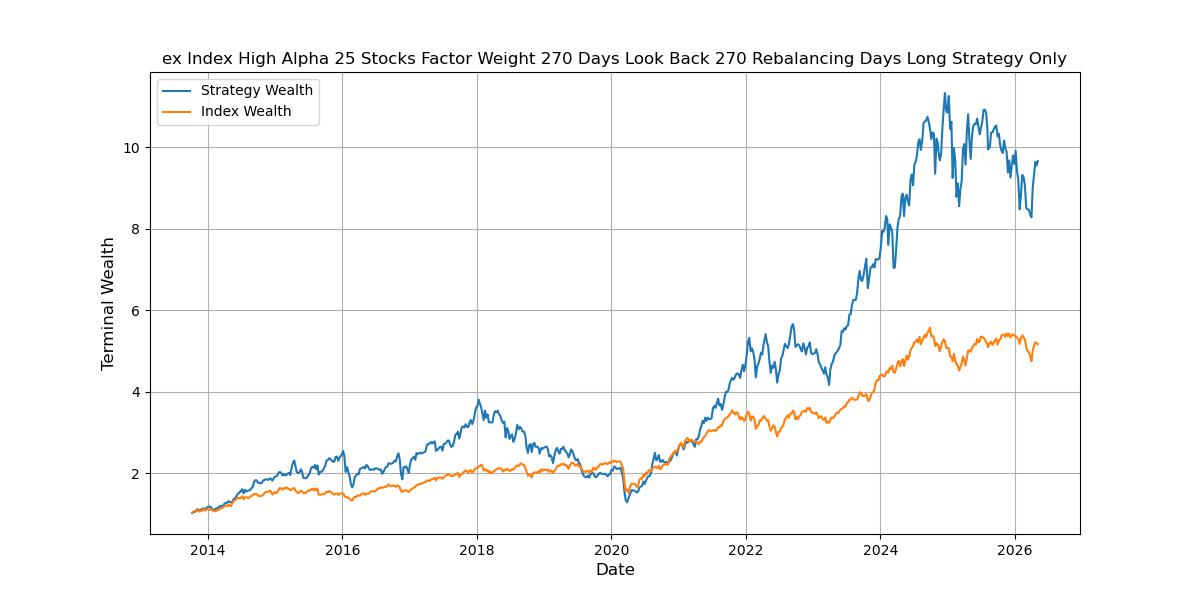 ex Index High Alpha 25 Stocks Factor Weight 270 Days Look Back 270 Rebalancing Days Long Strategy Only
Strategy Wealth
Index Wealth
Terminal Wealth
10
8
6
4
2
2014 2016 2018 2020 2022 2024 2026
Date